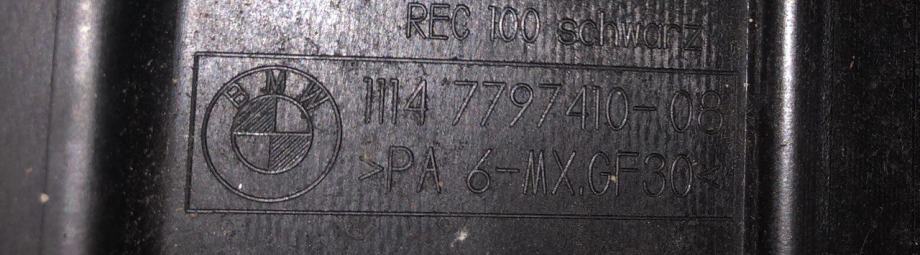 REC 100 schwarz
BMW
1114 7797410-08
>PA 6-MX.GF30<